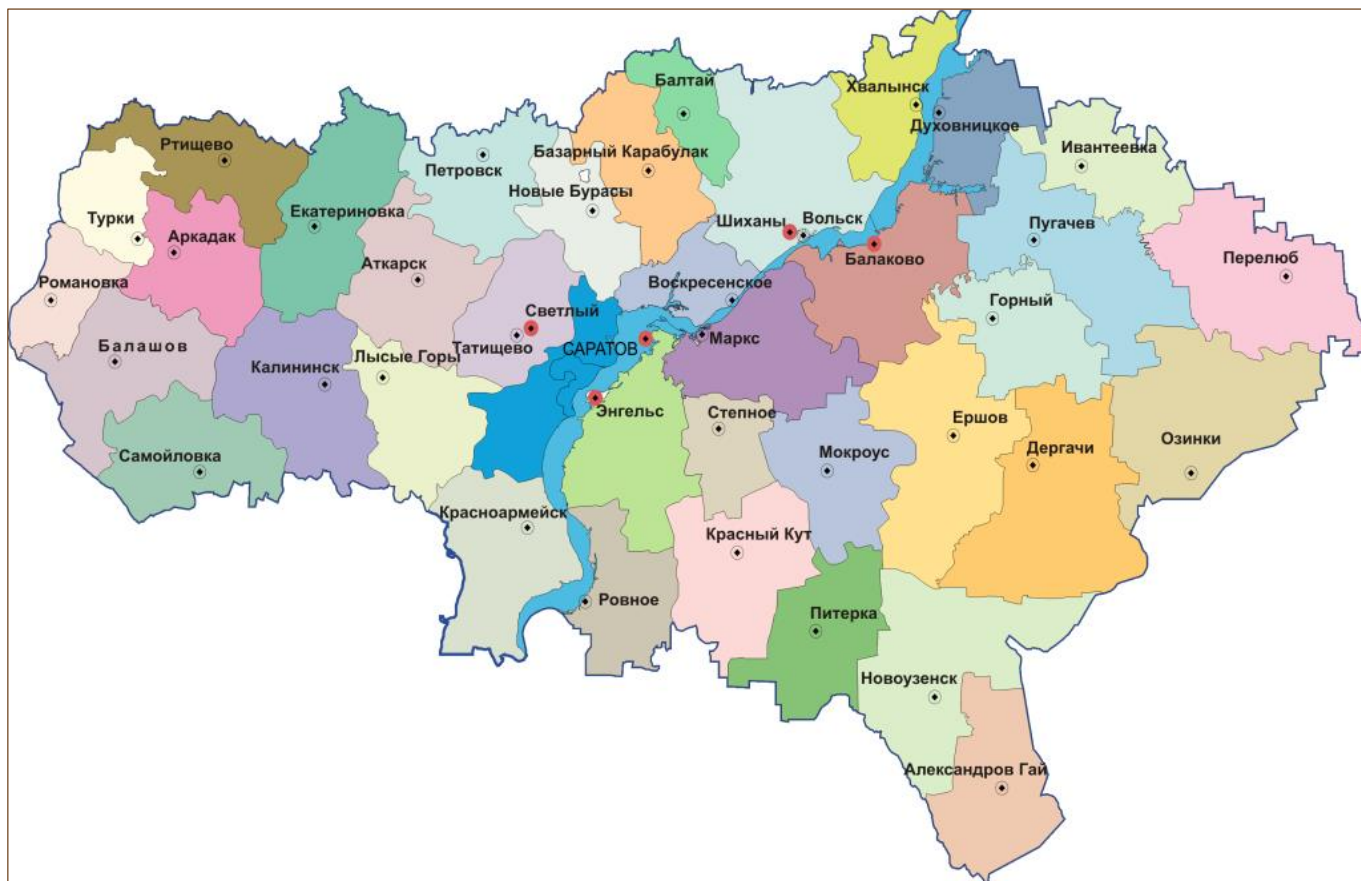 Балтай
Хвалынск
Духовницкое
Ртищево
Петровск
Базарный Карабулак
Ивантеевка
Новые Бурасы
Турки
Екатериновка
Шиханы
Вольск
Пугачев
Аркадак
Аткарск
Балаково
Перелюб
Романовка
Воскресенское
Светлый
Горный
Татищево
САРАТОВ
Маркс
Балашов
Калининск
Лысые Горы
Энгельс
Степное
Ершов
Озинки
Самойловка
Мокроус
Дергачи
Красноармейск
Красный Кут
Ровное
Питерка
Новоузенск
Александров Гай